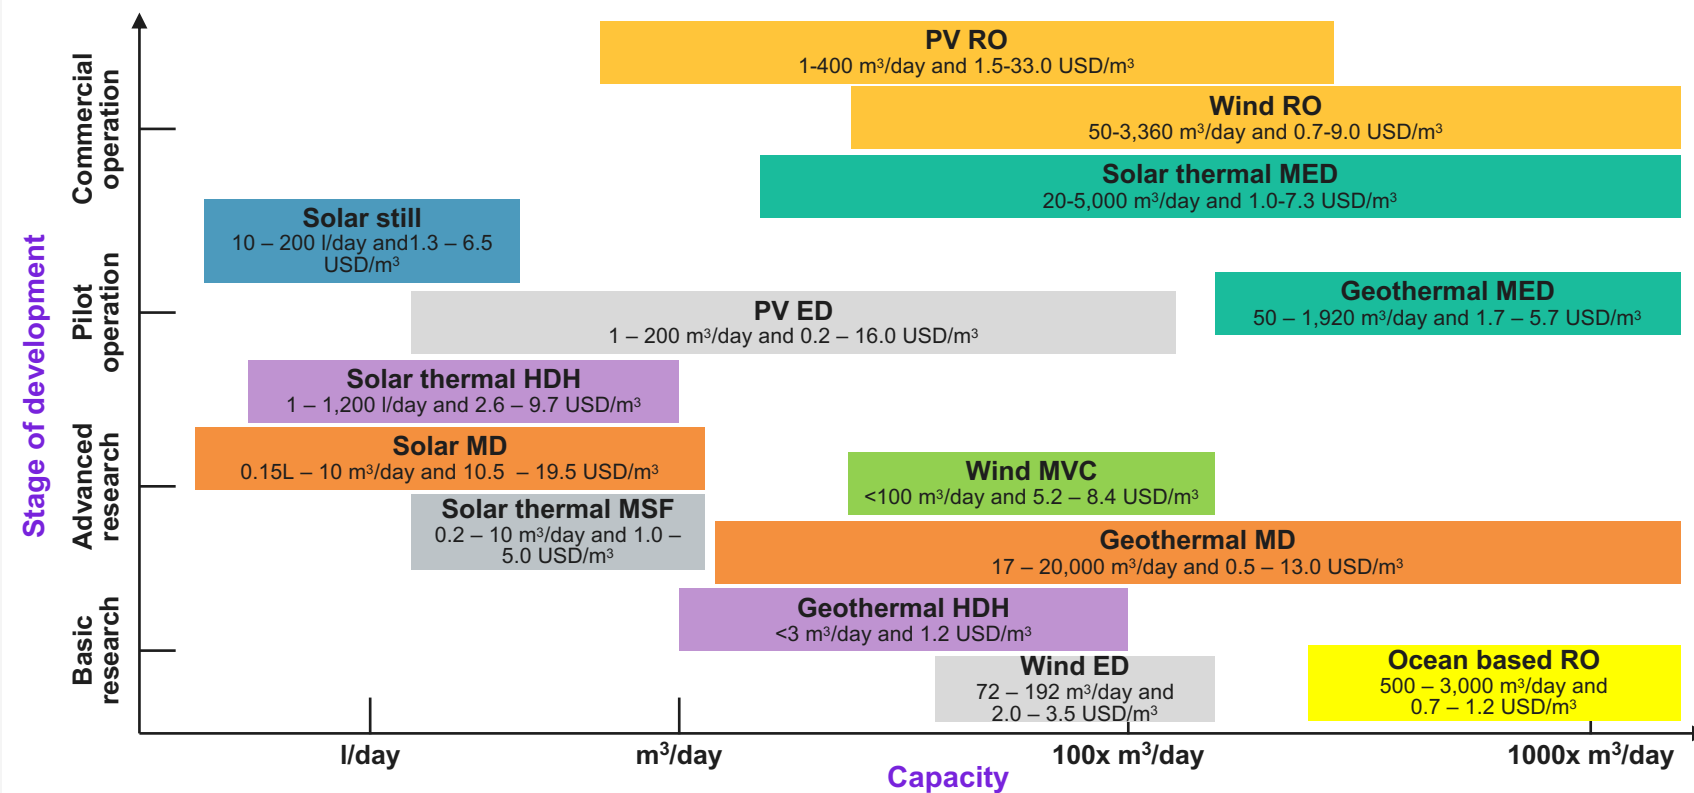 Stage of development
Commercial
operation
Pilot
operation
Advanced
research
Basic
research
PV RO
1-400 m³/day and 1.5-33.0 USD/m³
Wind RO
50-3,360 m³/day and 0.7-9.0 USD/m³
Solar thermal MED
20-5,000 m³/day and 1.0-7.3 USD/m³
Solar still
10 – 200 l/day and1.3 – 6.5
USD/m³
Geothermal MED
50 – 1,920 m³/day and 1.7 – 5.7 USD/m³
PV ED
1 – 200 m³/day and 0.2 – 16.0 USD/m³
Solar thermal HDH
1 – 1,200 l/day and 2.6 – 9.7 USD/m³
Solar MD
0.15L – 10 m³/day and 10.5 – 19.5 USD/m³
Wind MVC
<100 m³/day and 5.2 – 8.4 USD/m³
Solar thermal MSF
0.2 – 10 m³/day and 1.0 –
5.0 USD/m³
Geothermal MD
17 – 20,000 m³/day and 0.5 – 13.0 USD/m³
Geothermal HDH
<3 m³/day and 1.2 USD/m³
Wind ED
72 – 192 m³/day and
2.0 – 3.5 USD/m³
Ocean based RO
500 – 3,000 m³/day and
0.7 – 1.2 USD/m³
l/day
m³/day
100x m³/day
1000x m³/day
Capacity